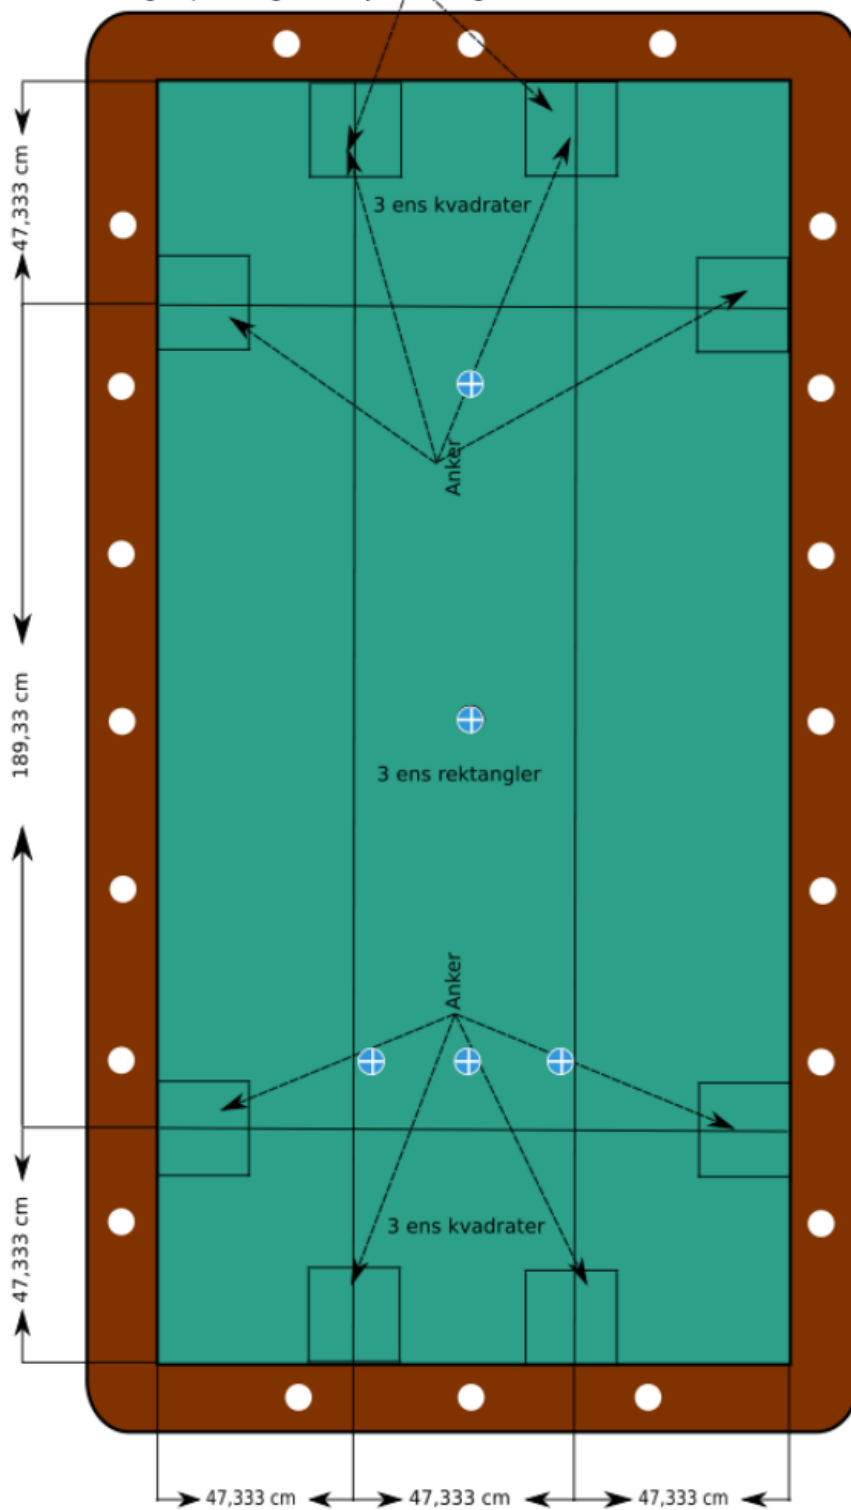 47,333 cm
3 ens kvadrater
Anker
189,33 cm
3 ens rektangler
Anker
47,333 cm
3 ens kvadrater
47,333 cm
47,333 cm
47,333 cm